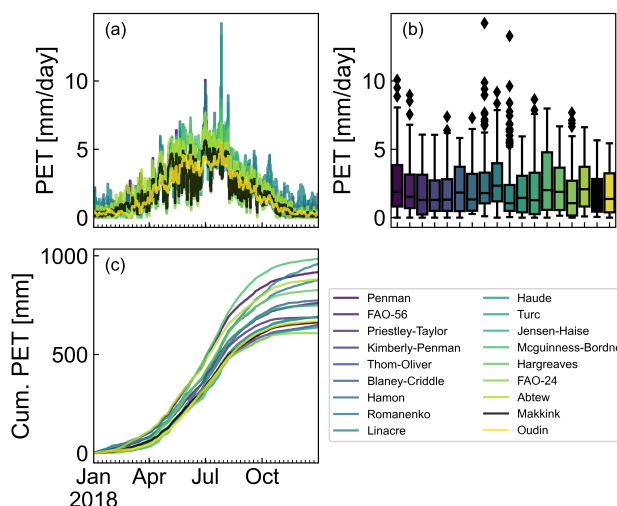 (a)
PET [mm/day]
10
5
0
(b)
PET [mm/day]
10
5
0
(c)
Cum. PET [mm]
1000
500
0
Jan
2018
Apr
Jul
Oct
Penman
FAO-56
Priestley-Taylor
Kimberly-Penman
Thom-Oliver
Blaney-Criddle
Hamon
Romanenko
Linacre
Haude
Turc
Jensen-Haise
Mcguinness-Bordne
Hargreaves
FAO-24
Abtew
Makkink
Oudin